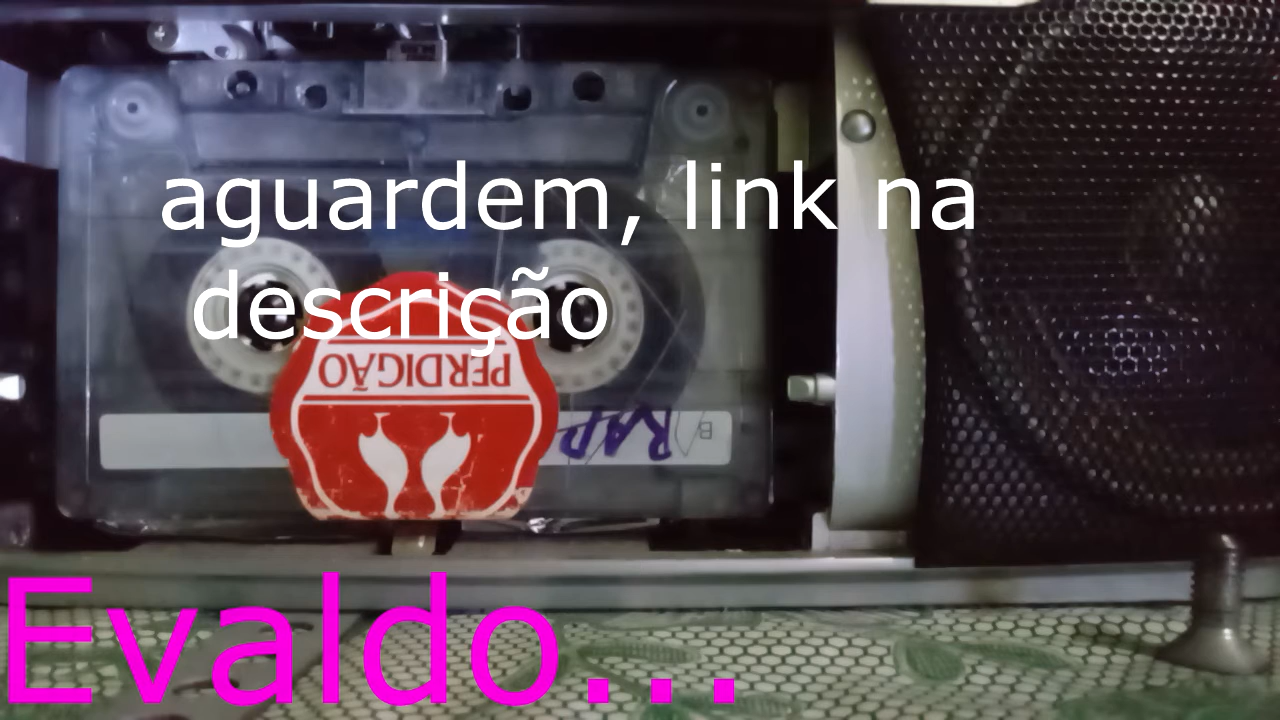 aguardem, link na
descrição
PERDIGÃO
B
RAP
Evaldo...